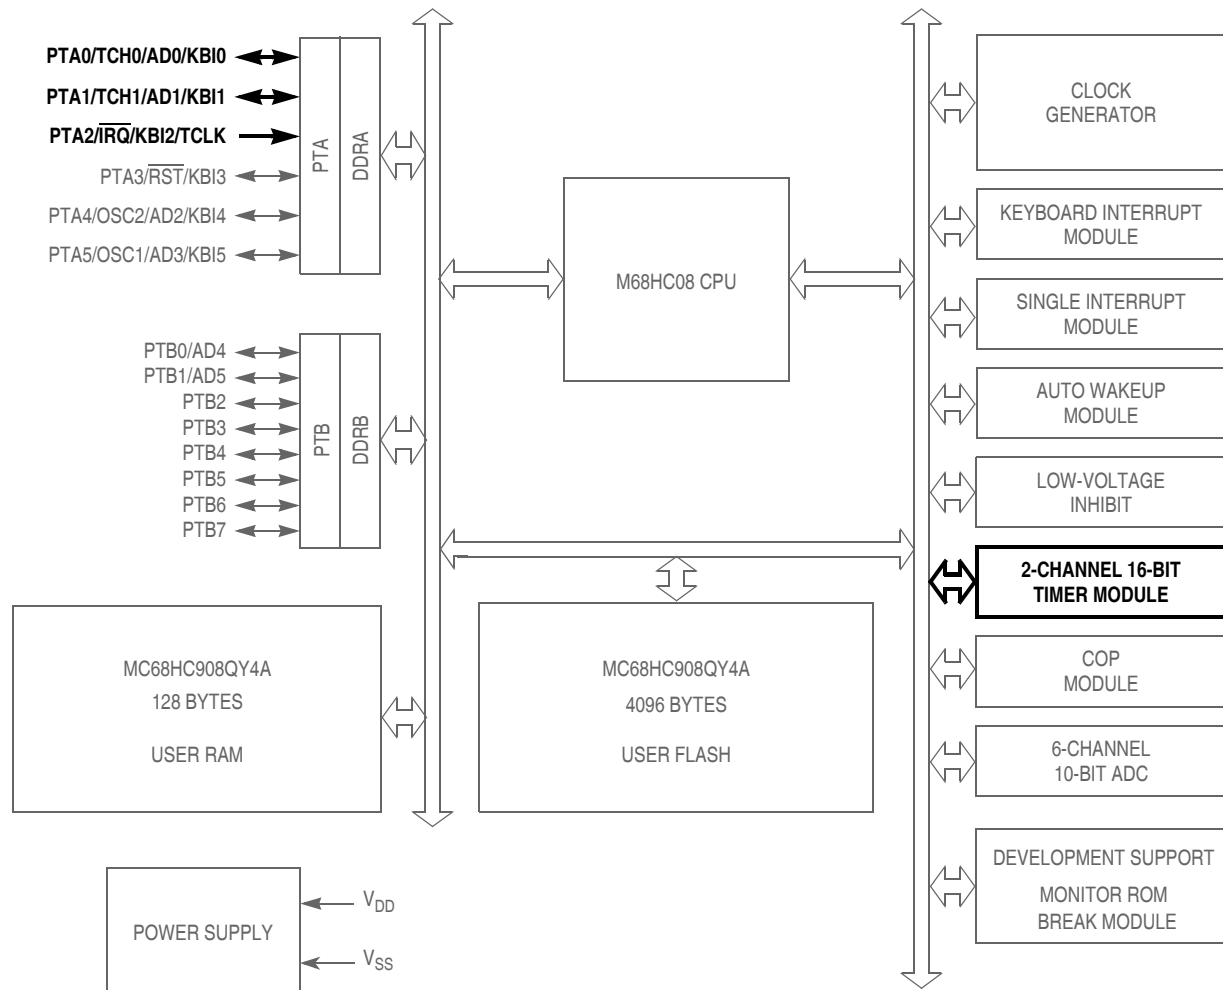 PTA0/TCH0/AD0/KBI0
PTA1/TCH1/AD1/KBI1
PTA2/IRQ/KBI2/TCLK
PTA3/RST/KBI3
PTA4/OSC2/AD2/KBI4
PTA5/OSC1/AD3/KBI5
PTA
DDRA
PTB0/AD4
PTB1/AD5
PTB2
PTB3
PTB4
PTB5
PTB6
PTB7
PTB
DDRB
M68HC08 CPU
MC68HC908QY4A
128 BYTES
USER RAM
MC68HC908QY4A
4096 BYTES
USER FLASH
POWER SUPPLY
VDD
VSS
CLOCK
GENERATOR
KEYBOARD INTERRUPT
MODULE
SINGLE INTERRUPT
MODULE
AUTO WAKEUP
MODULE
LOW-VOLTAGE
INHIBIT
2-CHANNEL 16-BIT
TIMER MODULE
COP
MODULE
6-CHANNEL
10-BIT ADC
DEVELOPMENT SUPPORT
MONITOR ROM
BREAK MODULE